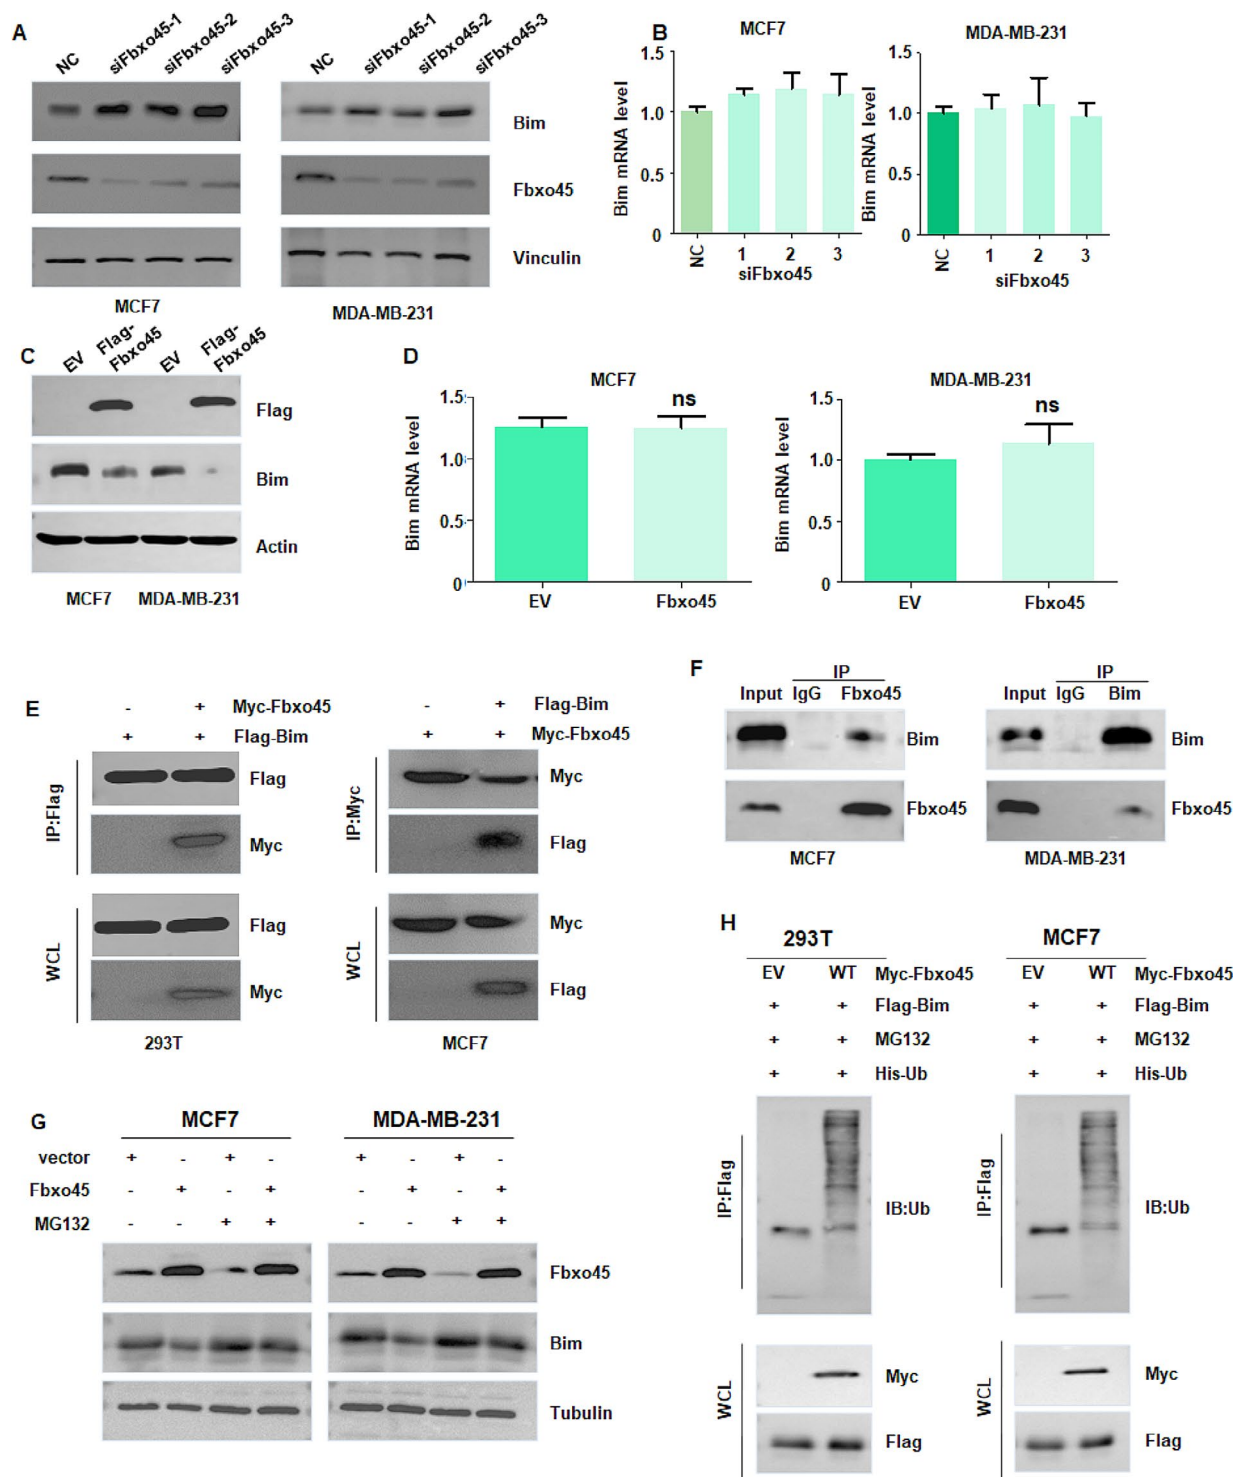 A
NC siFbxo45-1 siFbxo45-2 siFbxo45-3
NC siFbxo45-1 siFbxo45-2 siFbxo45-3
Bim
Fbxo45
Vinculin
MCF7
MDA-MB-231
B
MCF7
Bim mRNA level
1.5
1.0
0.5
0
NC 1 2 3
siFbxo45
MDA-MB-231
Bim mRNA level
1.5
1.0
0.5
0
NC 1 2 3
siFbxo45
C
EV Flag-Fbxo45 EV Flag-Fbxo45
Flag
Bim
Actin
MCF7 MDA-MB-231
D
MCF7
Bim mRNA level
1.5
1.0
0.5
0
ns
EV Fbxo45
MDA-MB-231
Bim mRNA level
1.5
1.0
0.5
0
ns
EV Fbxo45
E
- + Myc-Fbxo45
+ + Flag-Bim
IP:Flag
Flag
Myc
WCL
Flag
Myc
293T
- + Flag-Bim
+ + Myc-Fbxo45
IP:Myc
Myc
Flag
WCL
Myc
Flag
MCF7
F
IP
Input IgG Fbxo45
Bim
Fbxo45
MCF7
IP
Input IgG Bim
Bim
Fbxo45
MDA-MB-231
G
MCF7 MDA-MB-231
vector + - + - + - + -
Fbxo45 - + - + - + - +
MG132 - - + + - - + +
Fbxo45
Bim
Tubulin
H
293T MCF7
EV WT Myc-Fbxo45 EV WT Myc-Fbxo45
+ + Flag-Bim + + Flag-Bim
+ + MG132 + + MG132
+ + His-Ub + + His-Ub
IP:Flag IB:Ub IP:Flag IB:Ub
WCL Myc WCL Myc
Flag Flag